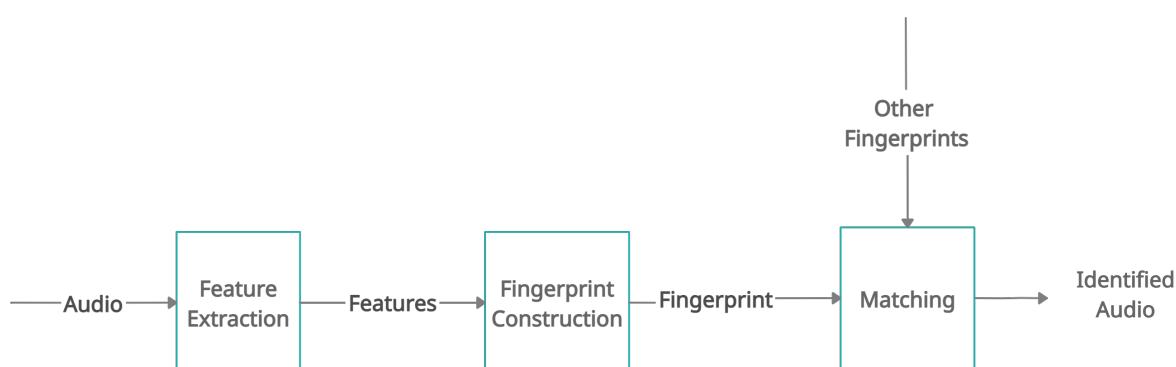 Other
Fingerprints
Audio
Feature
Extraction
Features
Fingerprint
Construction
Fingerprint
Matching
Identified
Audio